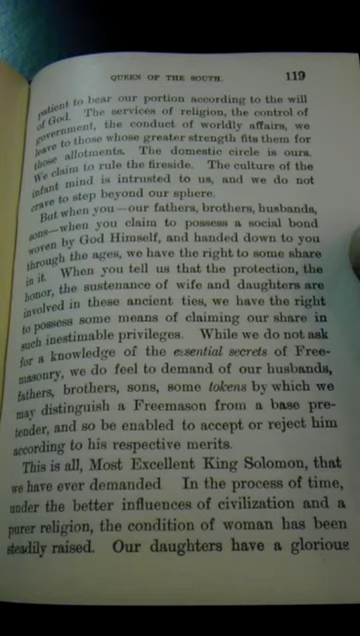 QUEEN OF THE SOUTH. 119
patient to bear our portion according to the will
of God. The services of religion, the control of
government, the conduct of worldly affairs, we
leave to those whose greater strength fits them for
those allotments. The domestic circle is ours.
We claim to rule the fireside. The culture of the
infant mind is intrusted to us, and we do not
crave to step beyond our sphere.
But when you—our fathers, brothers, husbands,
sons—when you claim to possess a social bond
woven by God Himself, and handed down to you
through the ages, we have the right to some share
in it. When you tell us that the protection, the
honor, the sustenance of wife and daughters are
involved in these ancient ties, we have the right
to possess some means of claiming our share in
such inestimable privileges. While we do not ask
for a knowledge of the essential secrets of Free-
masonry, we do feel to demand of our husbands,
fathers, brothers, sons, some tokens by which we
may distinguish a Freemason from a base pre-
tender, and so be enabled to accept or reject him
according to his respective merits.
This is all, Most Excellent King Solomon, that
we have ever demanded. In the process of time,
under the better influences of civilization and a
purer religion, the condition of woman has been
steadily raised. Our daughters have a glorious